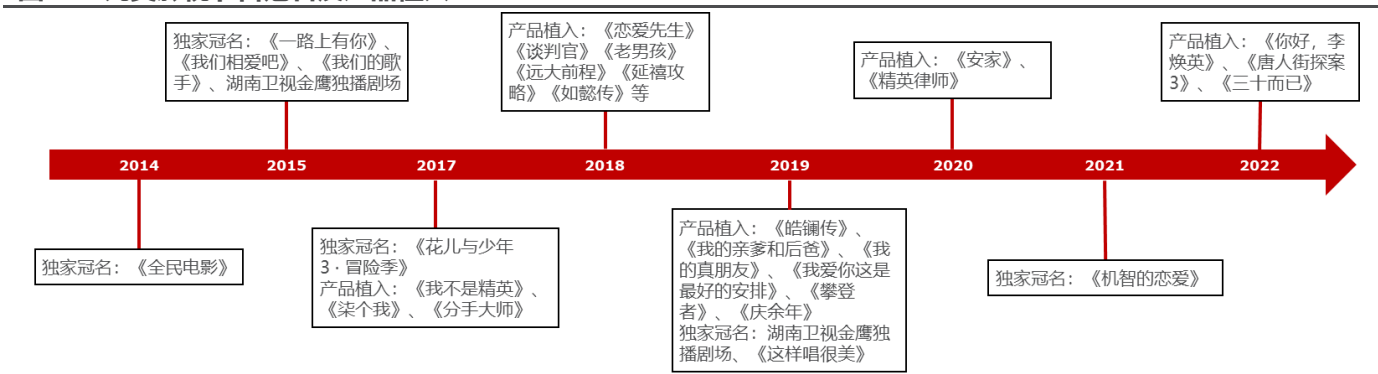 独家冠名：《一路上有你》、
《我们相爱吧》、《我们的歌
手》、湖南卫视金鹰独播剧场
产品植入：《恋爱先生》
《谈判官》《老男孩》
《远大前程》《延禧攻
略》《如懿传》等
产品植入：《安家》、
《精英律师》
产品植入：《你好，李
焕英》、《唐人街探案
3》、《三十而已》
2014 2015 2017 2018 2019 2020 2021 2022
独家冠名：《全民电影》
独家冠名：《花儿与少年
3·冒险季》
产品植入：《我不是精英》、
《柒个我》、《分手大师》
产品植入：《皓镧传》、
《我的亲爹和后爸》、《我
的真朋友》、《我爱你这是
最好的安排》、《攀登
者》、《庆余年》
独家冠名：湖南卫视金鹰独
播剧场、《这样唱很美》
独家冠名：《机智的恋爱》